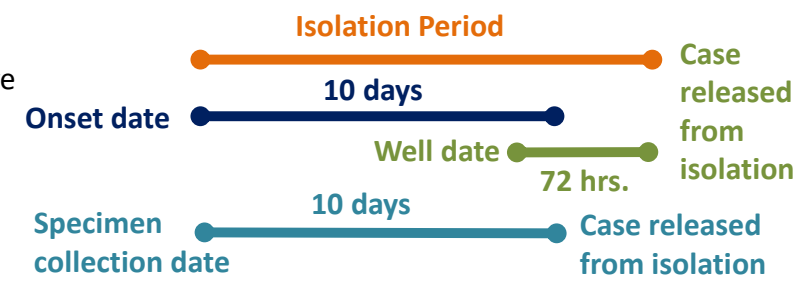 Isolation Period
e
10 days
Onset date
Case
released
from
isolation
Well date
72 hrs.
10 days
Specimen
collection date
Case released
from isolation